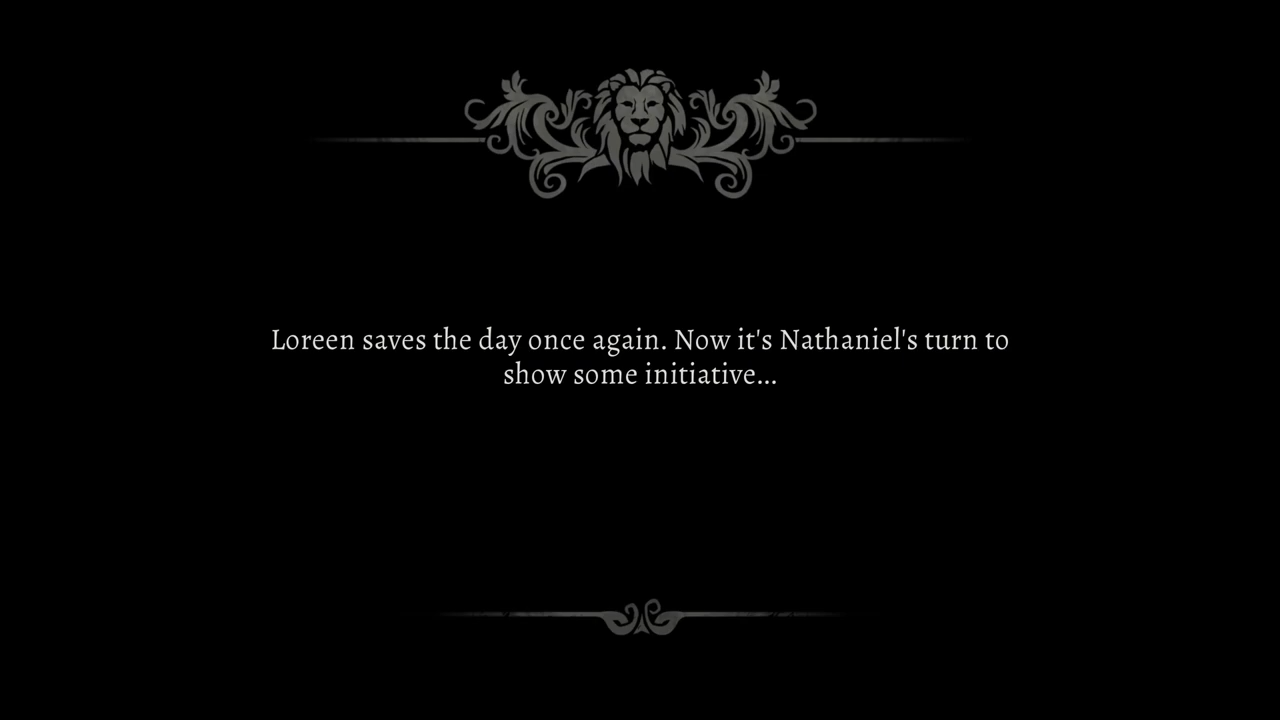 Loreen saves the day once again. Now it's Nathaniel's turn to
show some initiative...